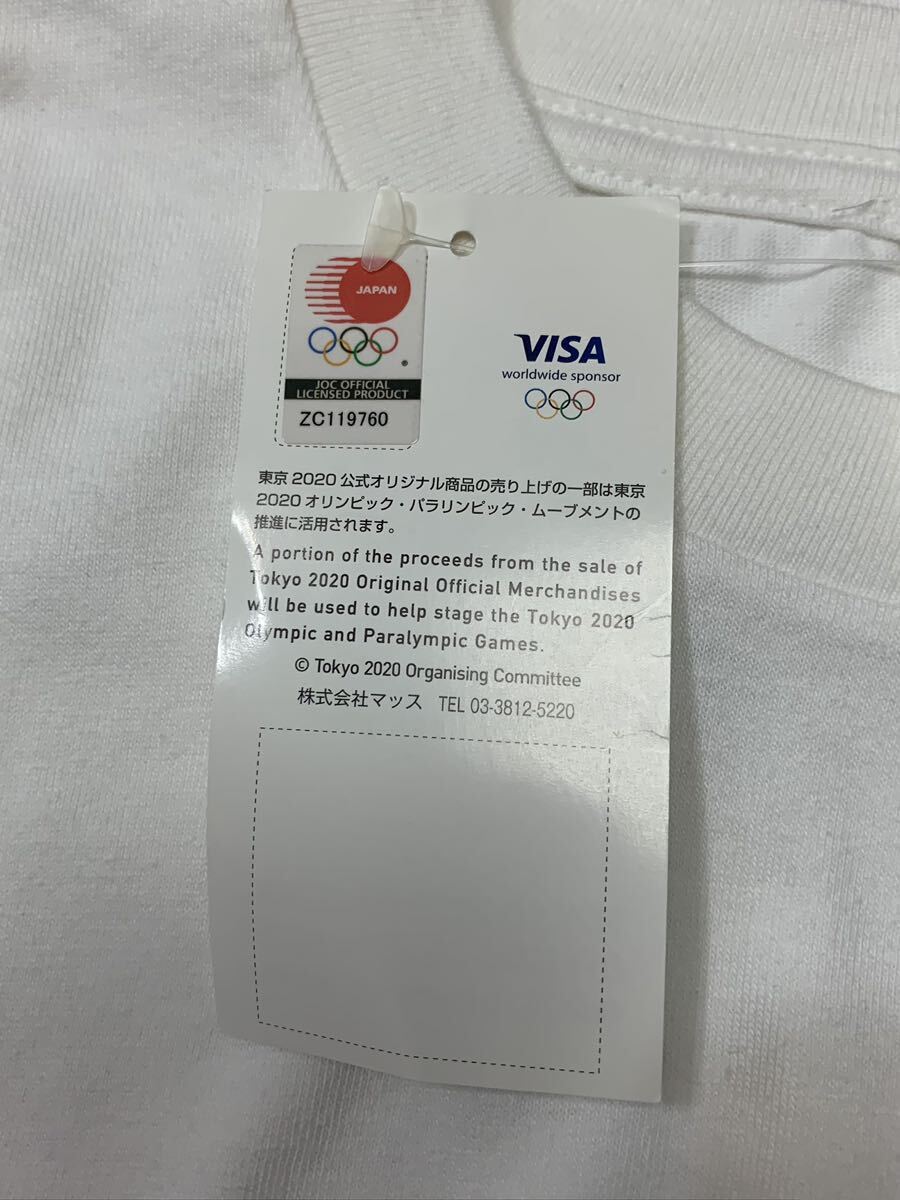 JAPAN
JOC OFFICIAL
LICENSED PRODUCT
ZC119760
VISA
worldwide sponsor
東京2020公式オリジナル商品の売り上げの一部は東京
2020オリンピック・パラリンピック・ムーブメントの
推進に活用されます。
A portion of the proceeds from the sale of
Tokyo 2020 Original Official Merchandises
will be used to help stage the Tokyo 2020
Olympic and Paralympic Games.
© Tokyo 2020 Organising Committee
株式会社マッス TEL 03-3812-5220